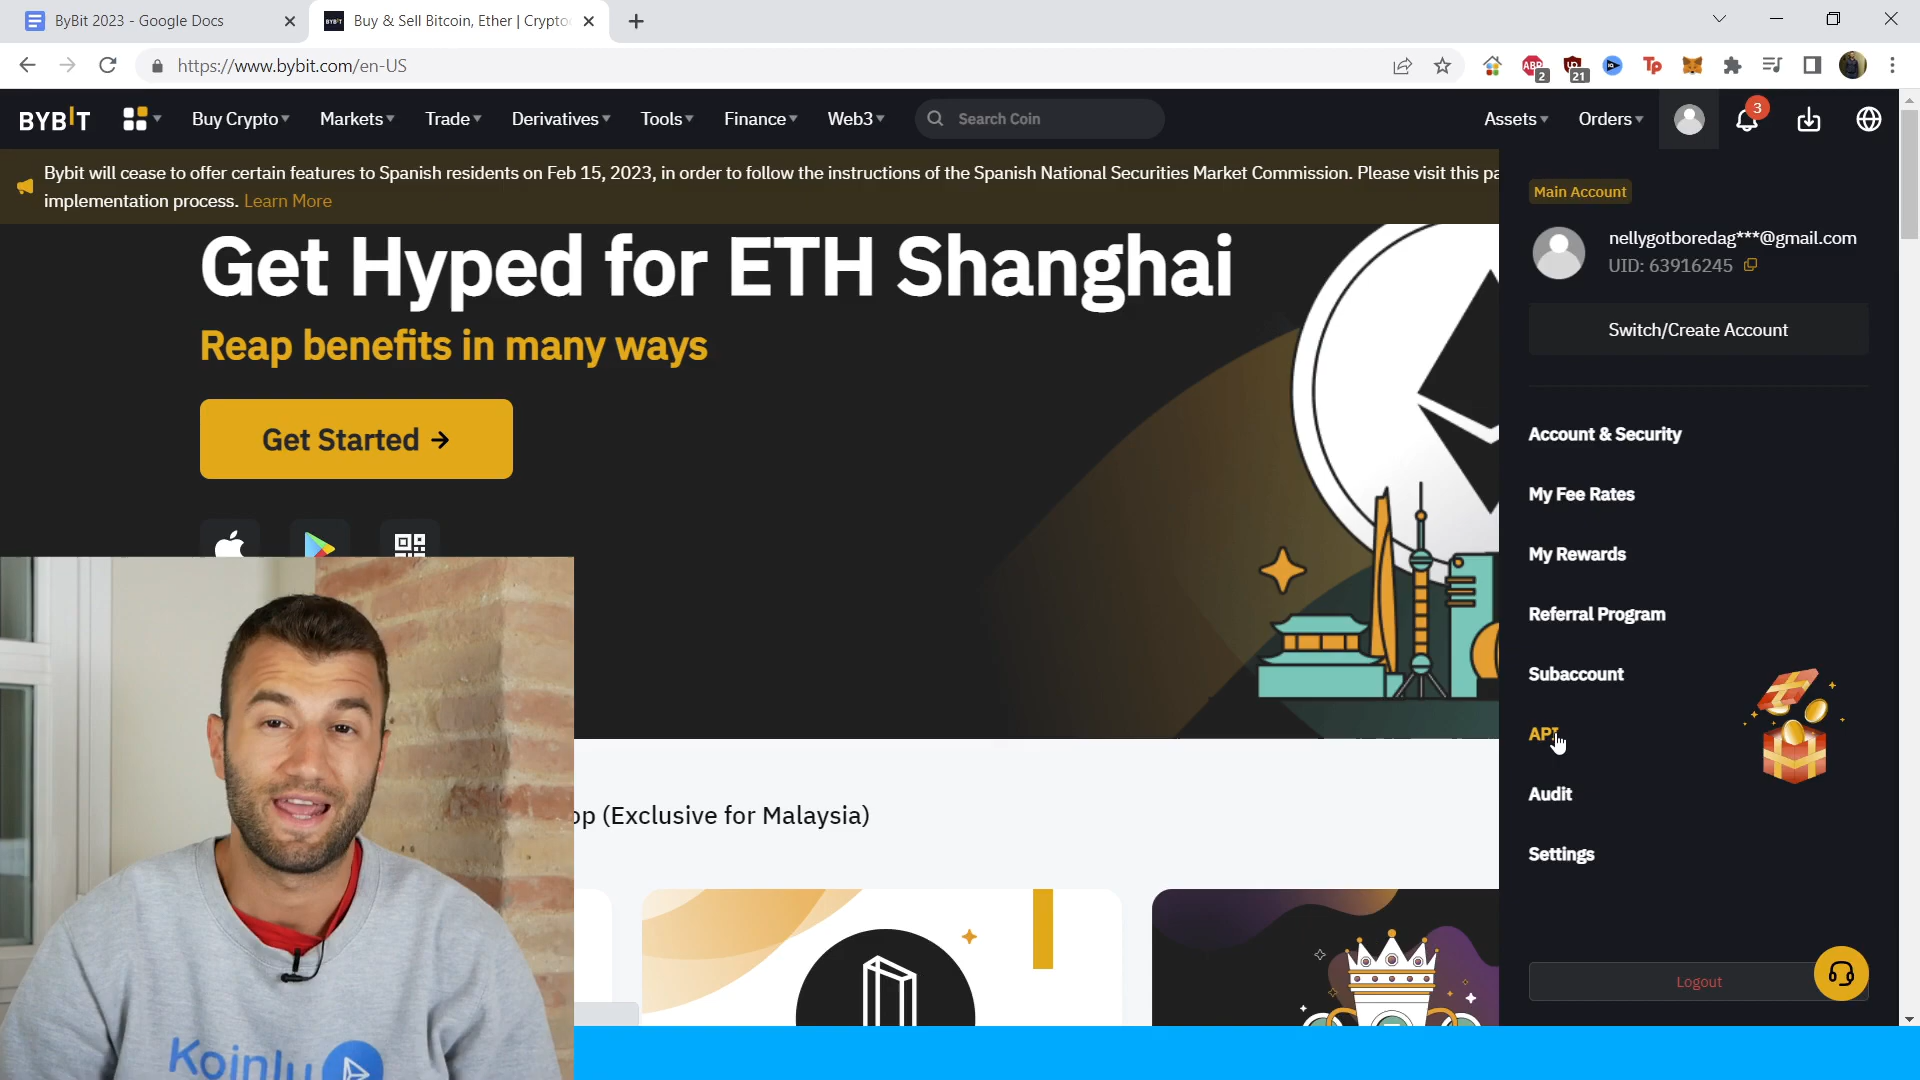 ByBit 2023 - Google Docs
Buy & Sell Bitcoin, Ether | Crypto
https://www.bybit.com/en-US
ABP
2
21
Tp
BYBIT
Buy Crypto
Markets
Trade
Derivatives
Tools
Finance
Web3
Search Coin
Assets
Orders
3
Bybit will cease to offer certain features to Spanish residents on Feb 15, 2023, in order to follow the instructions of the Spanish National Securities Market Commission. Please visit this pa
implementation process. Learn More
Get Hyped for ETH Shanghai
Reap benefits in many ways
Get Started →
op (Exclusive for Malaysia)
Main Account
nellygotboredag***@gmail.com
UID: 63916245
Switch/Create Account
Account & Security
My Fee Rates
My Rewards
Referral Program
Subaccount
API
Audit
Settings
Logout
Koinly